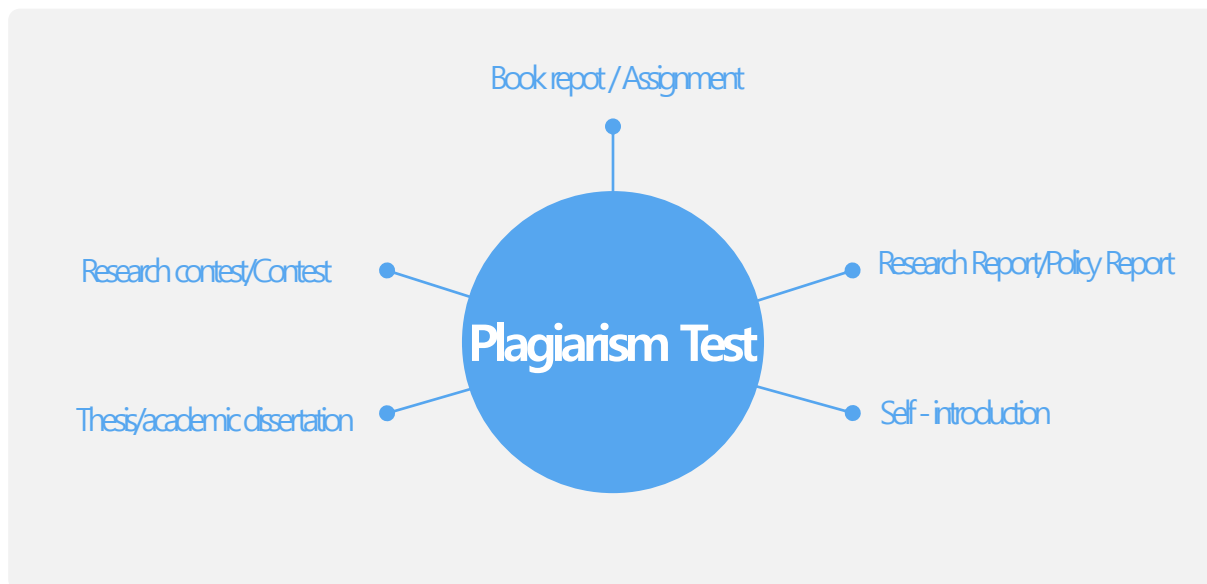 Book repot / Assignment
Research contest/Contest
Research Report/Policy Report
Plagiarism Test
Thesis/academic dissertation
Self - introduction